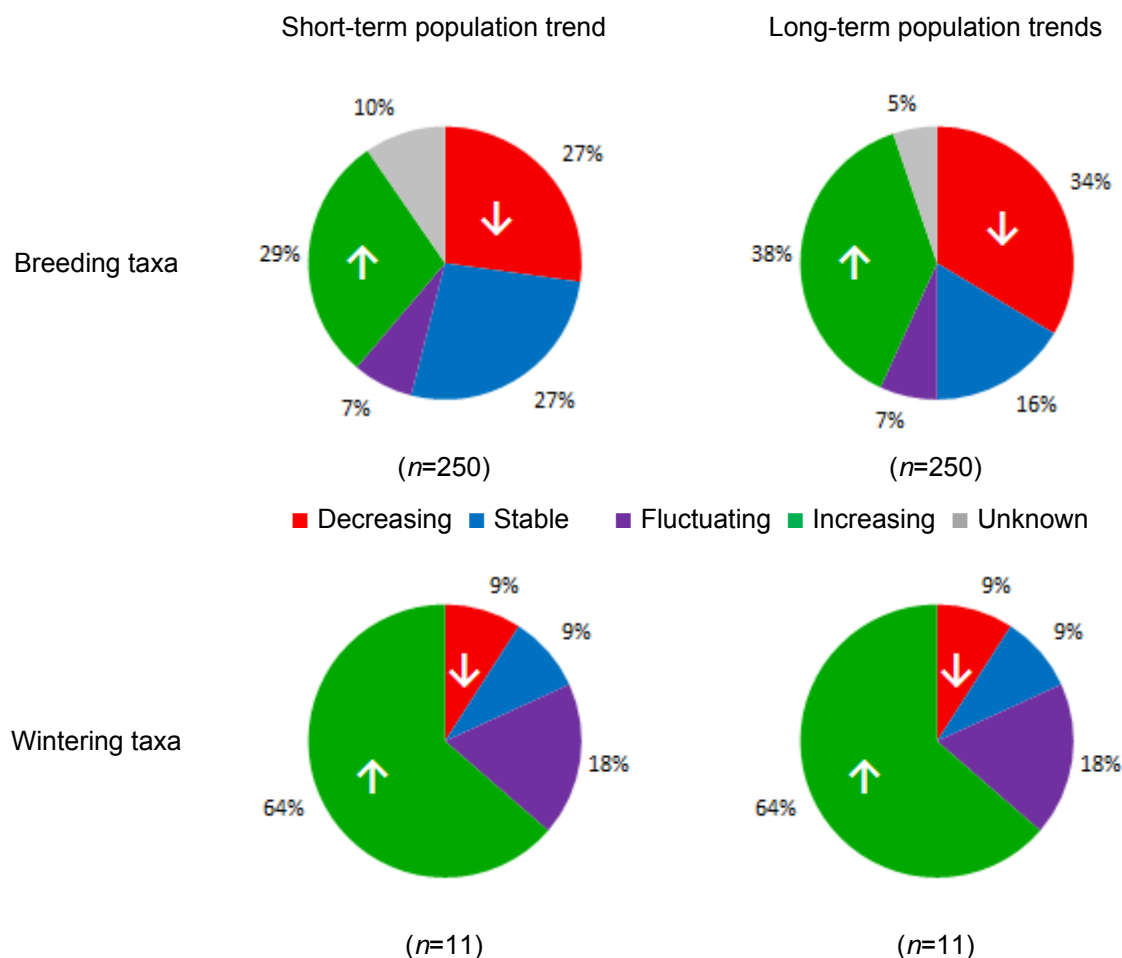 Short-term population trend
Long-term population trends
Breeding taxa
10%
27%
29%
7%
27%
(n=250)
5%
34%
38%
7%
16%
(n=250)
Decreasing Stable Fluctuating Increasing Unknown
Wintering taxa
9%
9%
18%
64%
(n=11)
9%
9%
18%
64%
(n=11)